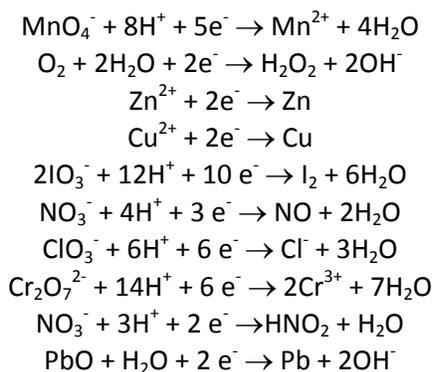 MnO₄⁻ + 8H⁺ + 5e⁻ → Mn²⁺ + 4H₂O
O₂ + 2H₂O + 2e⁻ → H₂O₂ + 2OH⁻
Zn²⁺ + 2e⁻ → Zn
Cu²⁺ + 2e⁻ → Cu
2IO₃⁻ + 12H⁺ + 10 e⁻ → I₂ + 6H₂O
NO₃⁻ + 4H⁺ + 3 e⁻ → NO + 2H₂O
ClO₃⁻ + 6H⁺ + 6 e⁻ → Cl⁻ + 3H₂O
Cr₂O₇²⁻ + 14H⁺ + 6 e⁻ → 2Cr³⁺ + 7H₂O
NO₃⁻ + 3H⁺ + 2 e⁻ →HNO₂ + H₂O
PbO + H₂O + 2 e⁻ → Pb + 2OH⁻